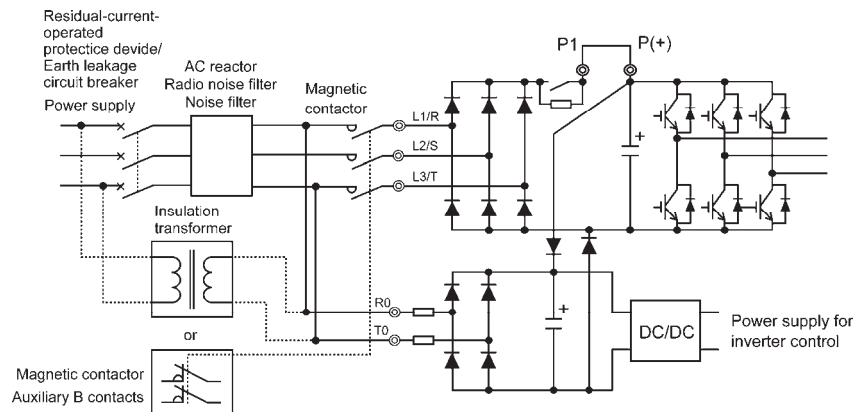 Residual-current-
operated
protectice devide/
Earth leakage
circuit breaker
Power supply
AC reactor
Radio noise filter
Noise filter
Magnetic
contactor
L1/R
L2/S
L3/T
P1
P(+)
+
Insulation
transformer
or
Magnetic contactor
Auxiliary B contacts
R0
T0
+
DC/DC
Power supply for
inverter control